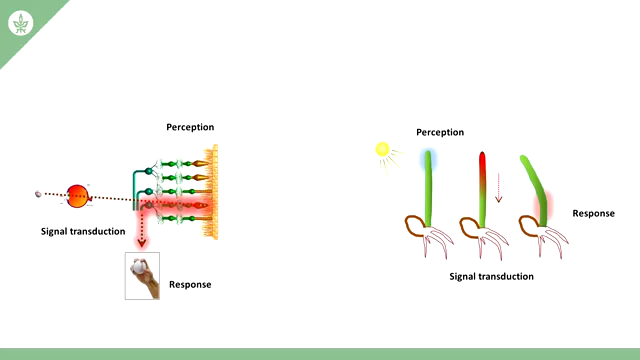 Perception
Signal transduction
Response
Perception
Response
Signal transduction